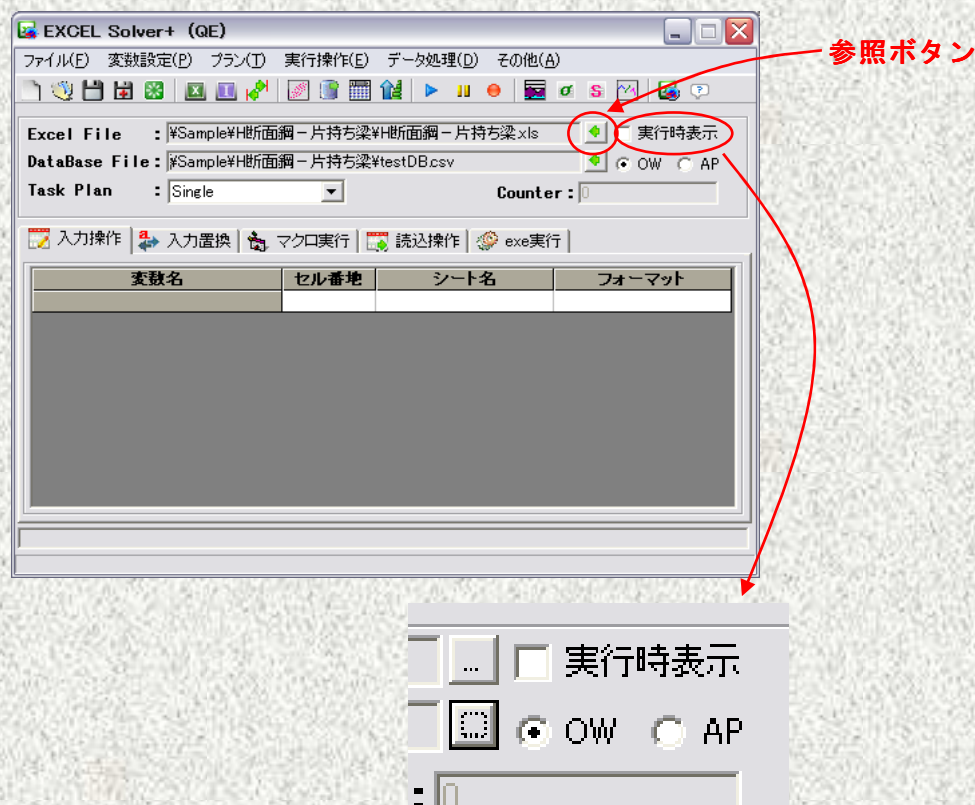 EXCEL Solver+ (QE)
参照ボタン
ファイル(F) 変数設定(P) プラン(T) 実行操作(E) データ処理(D) その他(A)
Excel File : ¥Sample¥H断面鋼-片持ち梁¥H断面鋼-片持ち梁.xls 実行時表示
DataBase File: ¥Sample¥H断面鋼-片持ち梁¥testDB.csv OW AP
Task Plan : Single Counter: 0
入力操作 入力置換 マクロ実行 読込操作 exe実行
変数名 セル番地 シート名 フォーマット
... 実行時表示
OW AP
: 0